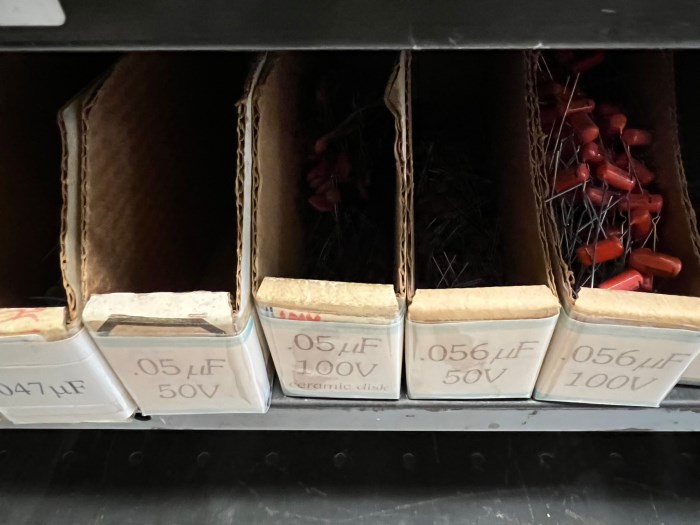 .047 µF
.05 µF
50V
.05 µF
100V
ceramic disk
.056 µF
50V
.056 µF
100V